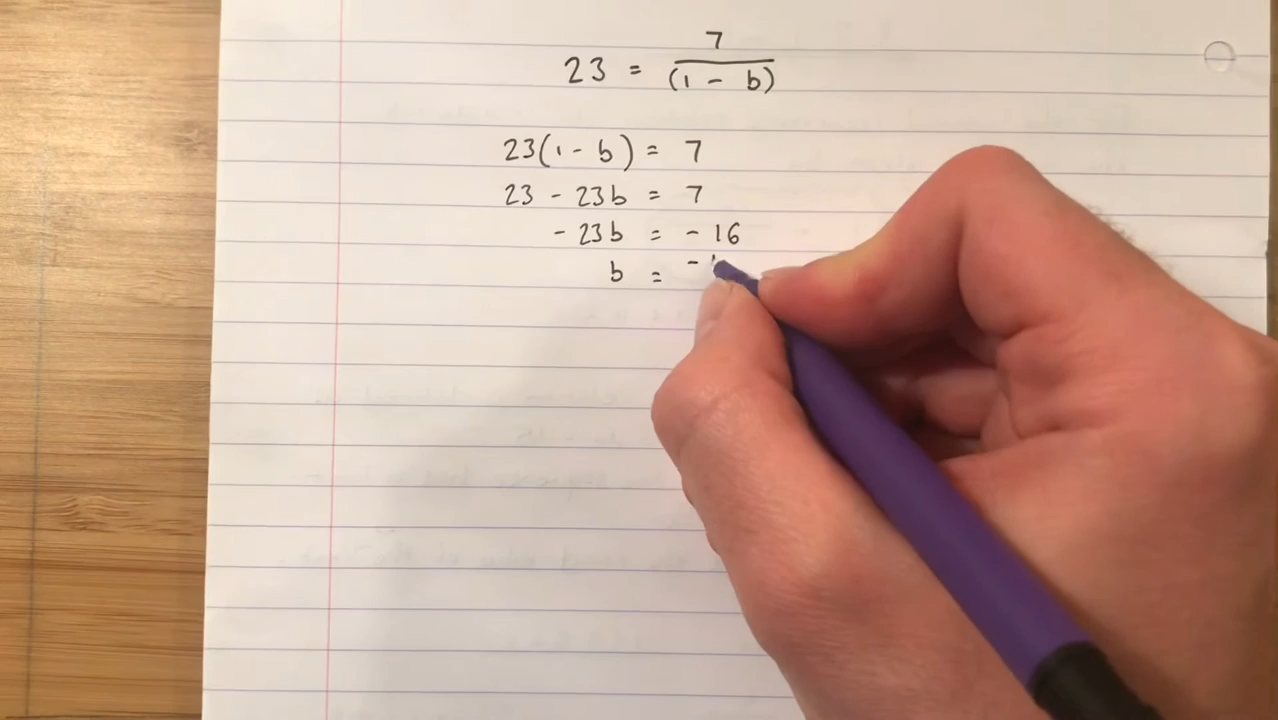 23 = 7 / (1 - b)
23(1 - b) = 7
23 - 23b = 7
- 23b = - 16
b = -